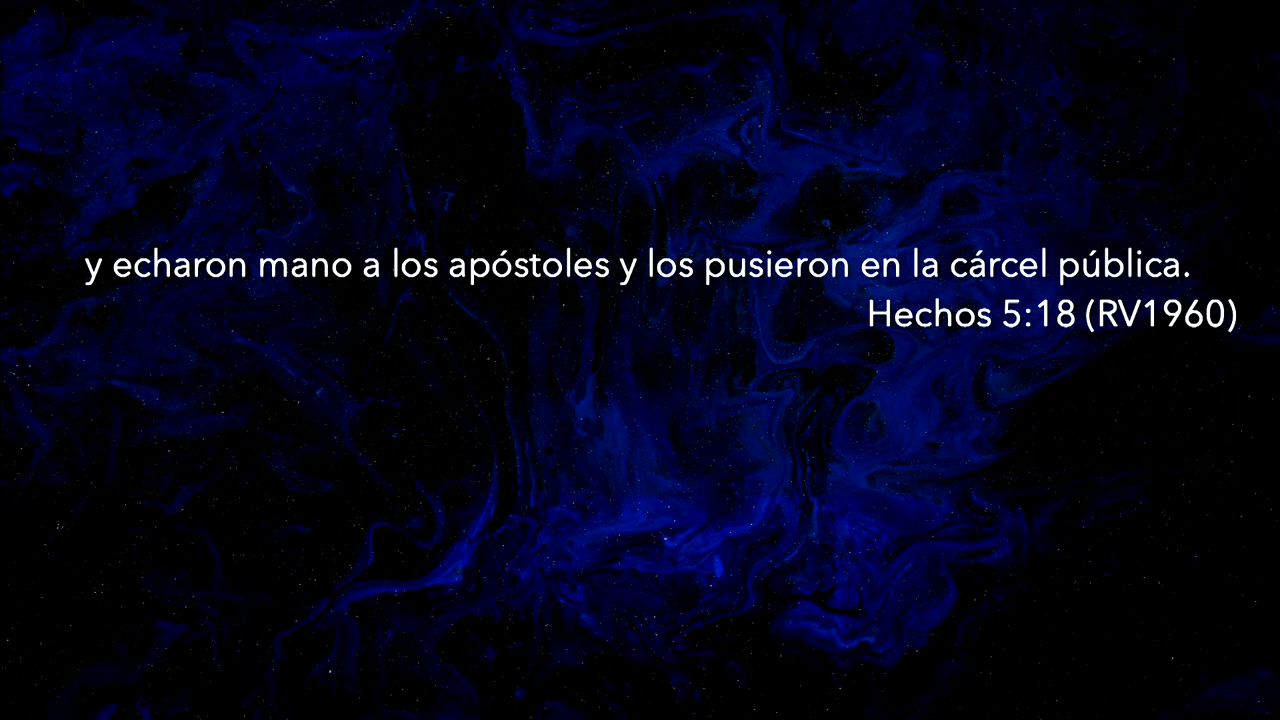 y echaron mano a los apóstoles y los pusieron en la cárcel pública.
Hechos 5:18 (RV1960)